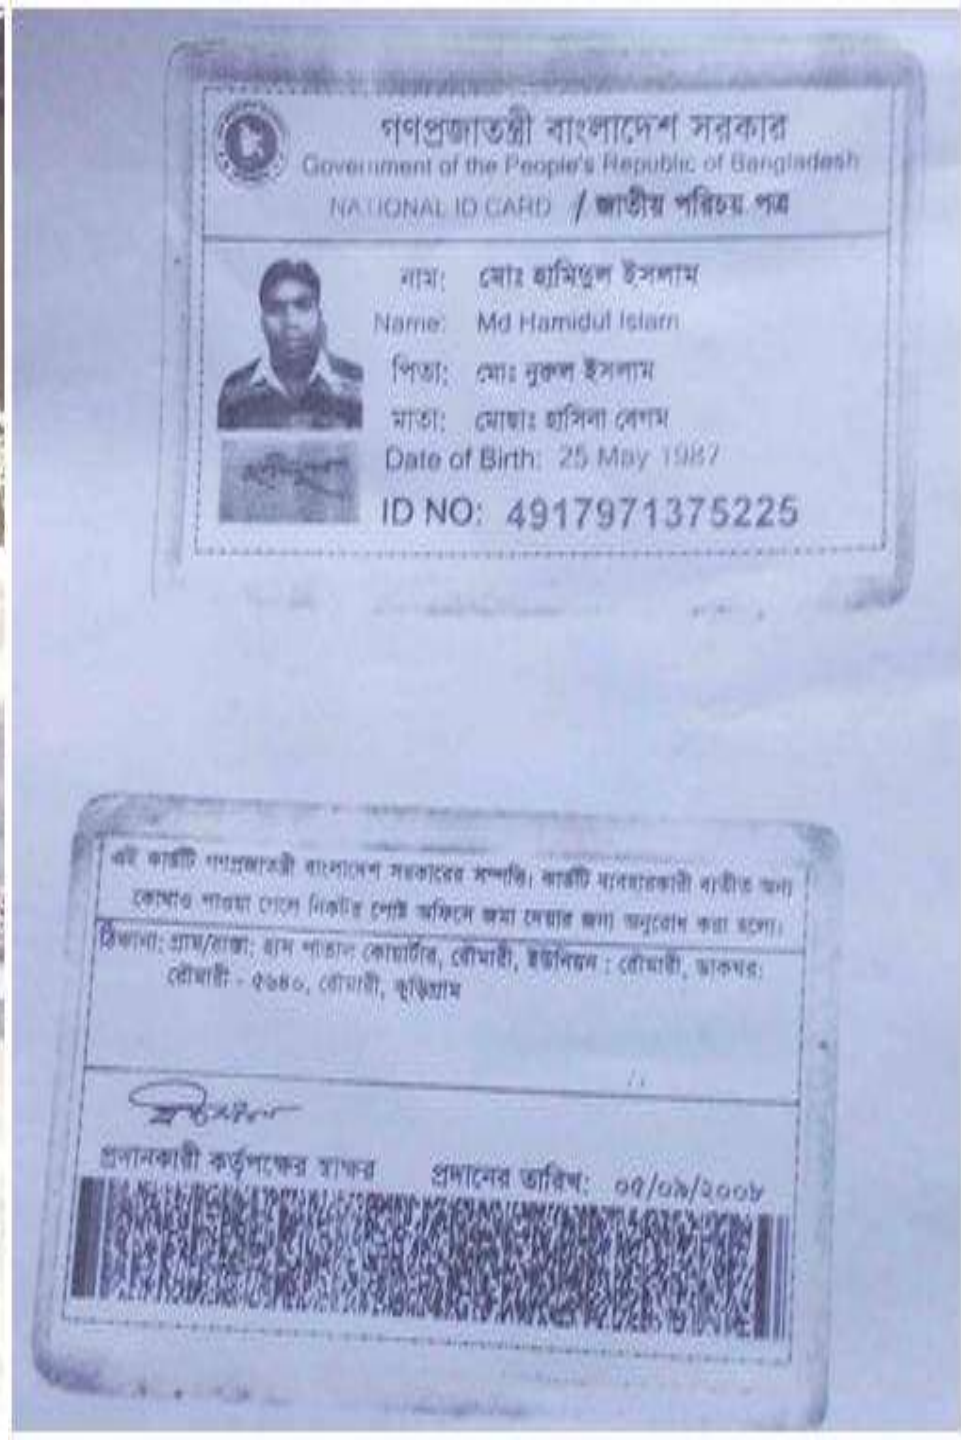 গণপ্রজাতন্ত্রী বাংলাদেশ সরকার
Government of the People's Republic of Bangladesh
NATIONAL ID CARD / জাতীয় পরিচয় পত্র
নাম: মোঃ হামিদুল ইসলাম
Name: Md Hamidul Islam
পিতা: মোঃ নুরুল ইসলাম
মাতা: মোছাঃ হাসিনা বেগম
Date of Birth: 25 May 1987
ID NO: 4917971375225
এই কার্ডটি গণপ্রজাতন্ত্রী বাংলাদেশ সরকারের সম্পত্তি। কার্ডটি ব্যবহারকারী ব্যতীত অন্য
কোথাও পাওয়া গেলে নিকটস্থ পোষ্ট অফিসে জমা দেবার জন্য অনুরোধ করা হলো।
ঠিকানা: গ্রাম/রাস্তা: হাসপাতাল কোয়ার্টার, রৌমারী, ইউনিয়ন : রৌমারী, ডাকঘর:
রৌমারী - ৫৬৪০, রৌমারী, কুড়িগ্রাম
প্রদানকারী কর্তৃপক্ষের স্বাক্ষর প্রদানের তারিখ: ০৫/০৯/২০০৮